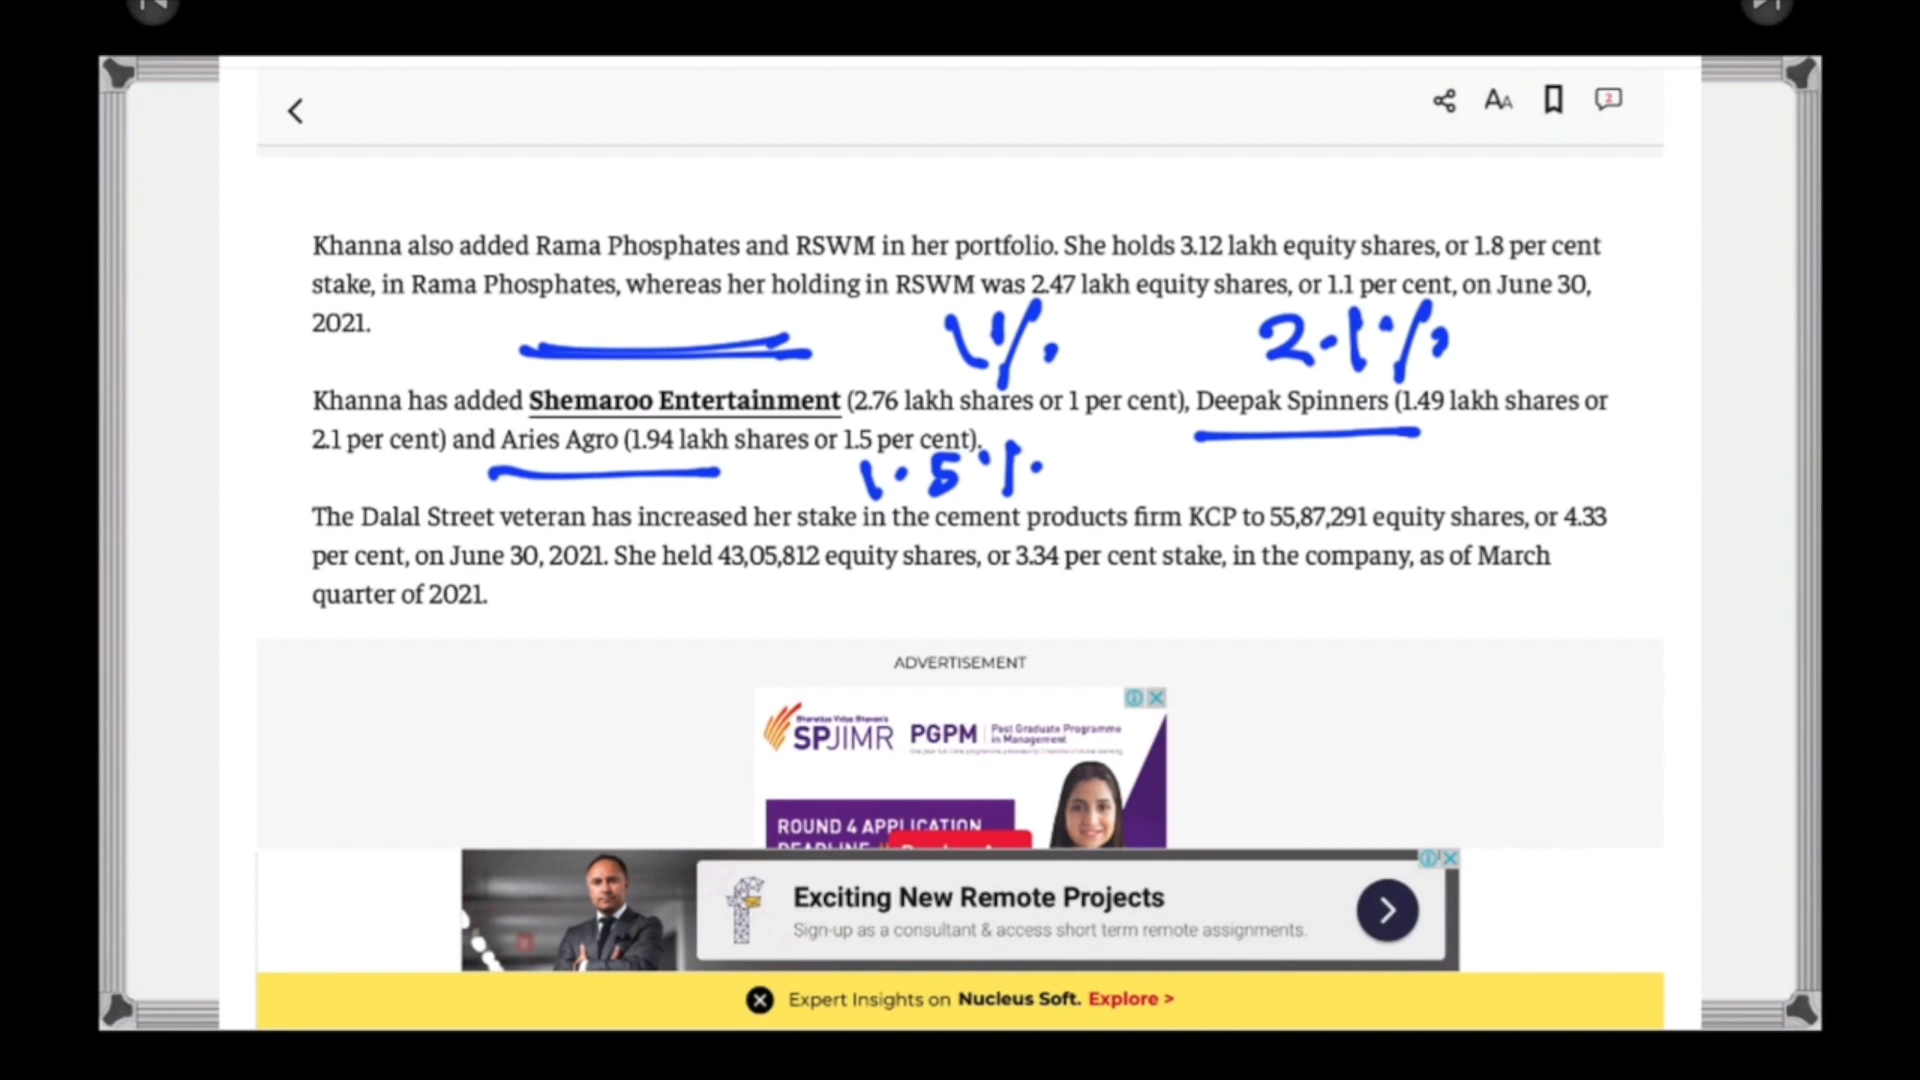 2
Khanna also added Rama Phosphates and RSWM in her portfolio. She holds 3.12 lakh equity shares, or 1.8 per cent
stake, in Rama Phosphates, whereas her holding in RSWM was 2.47 lakh equity shares, or 1.1 per cent, on June 30,
2021.
1%
2.1%
Khanna has added Shemaroo Entertainment (2.76 lakh shares or 1 per cent), Deepak Spinners (1.49 lakh shares or
2.1 per cent) and Aries Agro (1.94 lakh shares or 1.5 per cent).
1.5%
The Dalal Street veteran has increased her stake in the cement products firm KCP to 55,87,291 equity shares, or 4.33
per cent, on June 30, 2021. She held 43,05,812 equity shares, or 3.34 per cent stake, in the company, as of March
quarter of 2021.
ADVERTISEMENT
Bharatiya Vidya Bhavan's
SPJIMR PGPM Post Graduate Programme
in Management
ROUND 4 APPLICATION
DEADLINE
Exciting New Remote Projects
Sign-up as a consultant & access short term remote assignments.
Expert Insights on Nucleus Soft. Explore >